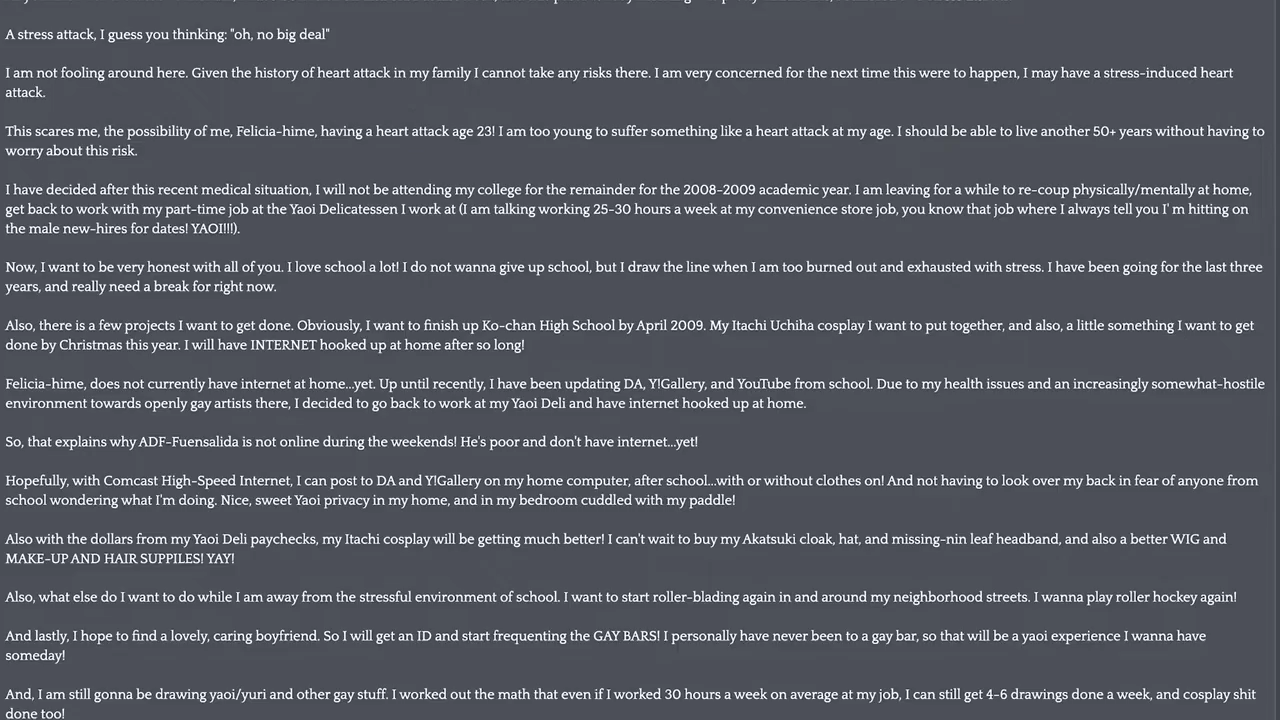 A stress attack, I guess you thinking: "oh, no big deal"
I am not fooling around here. Given the history of heart attack in my family I cannot take any risks there. I am very concerned for the next time this were to happen, I may have a stress-induced heart
attack.
This scares me, the possibility of me, Felicia-hime, having a heart attack age 23! I am too young to suffer something like a heart attack at my age. I should be able to live another 50+ years without having to
worry about this risk.
I have decided after this recent medical situation, I will not be attending my college for the remainder for the 2008-2009 academic year. I am leaving for a while to re-coup physically/mentally at home,
get back to work with my part-time job at the Yaoi Delicatessen I work at (I am talking working 25-30 hours a week at my convenience store job, you know that job where I always tell you I' m hitting on
the male new-hires for dates! YAOI!!!).
Now, I want to be very honest with all of you. I love school a lot! I do not wanna give up school, but I draw the line when I am too burned out and exhausted with stress. I have been going for the last three
years, and really need a break for right now.
Also, there is a few projects I want to get done. Obviously, I want to finish up Ko-chan High School by April 2009. My Itachi Uchiha cosplay I want to put together, and also, a little something I want to get
done by Christmas this year. I will have INTERNET hooked up at home after so long!
Felicia-hime, does not currently have internet at home...yet. Up until recently, I have been updating DA, Y!Gallery, and YouTube from school. Due to my health issues and an increasingly somewhat-hostile
environment towards openly gay artists there, I decided to go back to work at my Yaoi Deli and have internet hooked up at home.
So, that explains why ADF-Fuensalida is not online during the weekends! He's poor and don't have internet...yet!
Hopefully, with Comcast High-Speed Internet, I can post to DA and Y!Gallery on my home computer, after school...with or without clothes on! And not having to look over my back in fear of anyone from
school wondering what I'm doing. Nice, sweet Yaoi privacy in my home, and in my bedroom cuddled with my paddle!
Also with the dollars from my Yaoi Deli paychecks, my Itachi cosplay will be getting much better! I can't wait to buy my Akatsuki cloak, hat, and missing-nin leaf headband, and also a better WIG and
MAKE-UP AND HAIR SUPPILES! YAY!
Also, what else do I want to do while I am away from the stressful environment of school. I want to start roller-blading again in and around my neighborhood streets. I wanna play roller hockey again!
And lastly, I hope to find a lovely, caring boyfriend. So I will get an ID and start frequenting the GAY BARS! I personally have never been to a gay bar, so that will be a yaoi experience I wanna have
someday!
And, I am still gonna be drawing yaoi/yuri and other gay stuff. I worked out the math that even if I worked 30 hours a week on average at my job, I can still get 4-6 drawings done a week, and cosplay shit
done too!